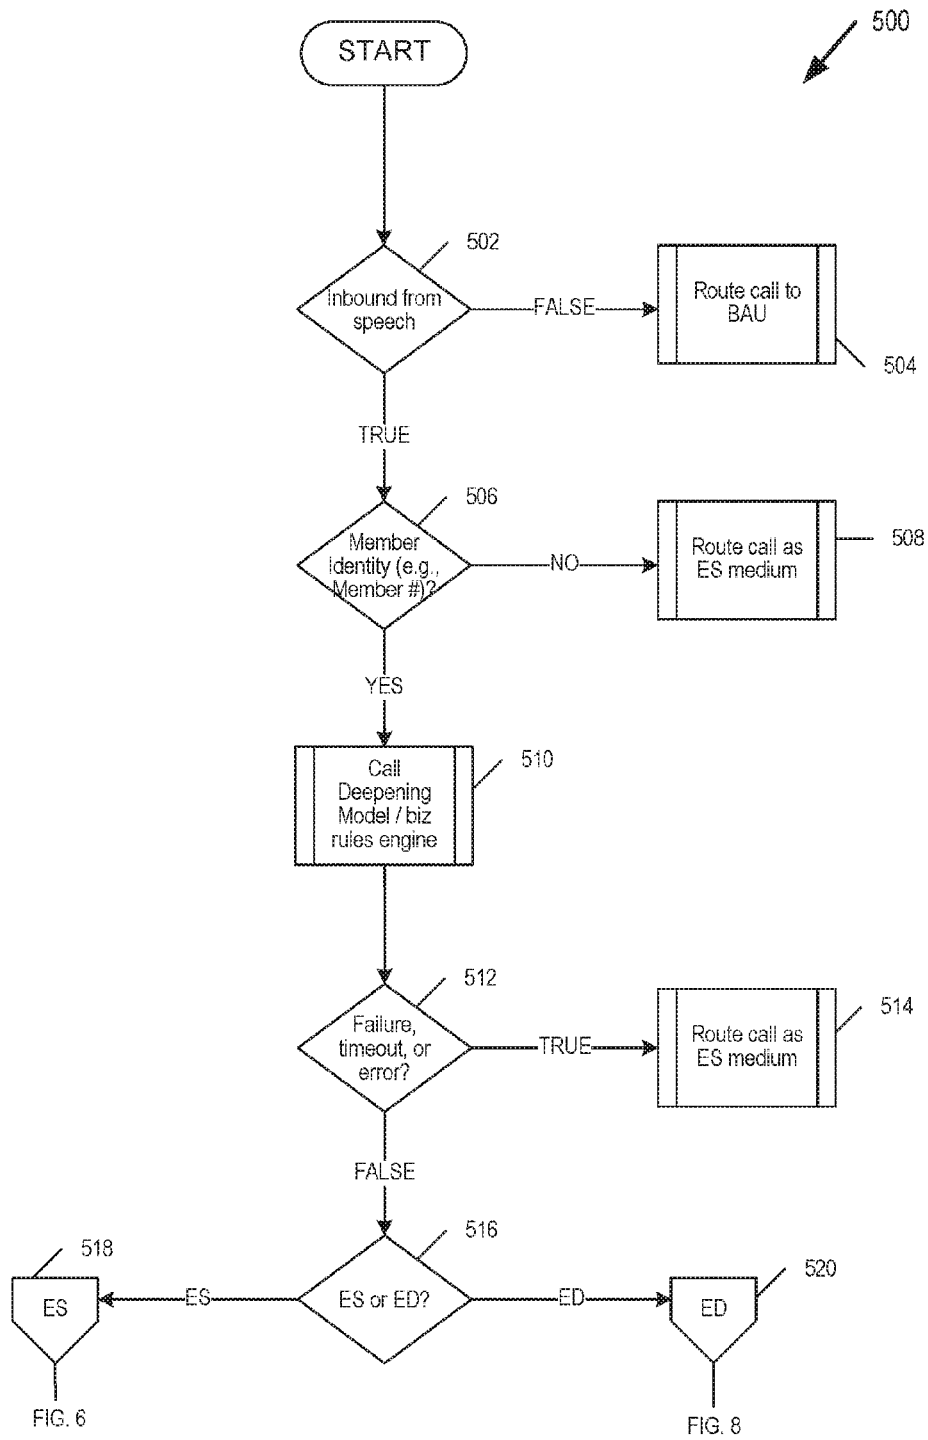 500
START
502
Inbound from
speech
FALSE
Route call to
BAU
504
TRUE
506
Member
Identity (e.g.,
Member #)?
NO
Route call as
ES medium
508
YES
Call
Deepening
Model / biz
rules engine
510
512
Failure,
timeout, or
error?
TRUE
Route call as
ES medium
514
FALSE
516
ES or ED?
ES
518
ES
FIG. 6
ED
ED
520
FIG. 8